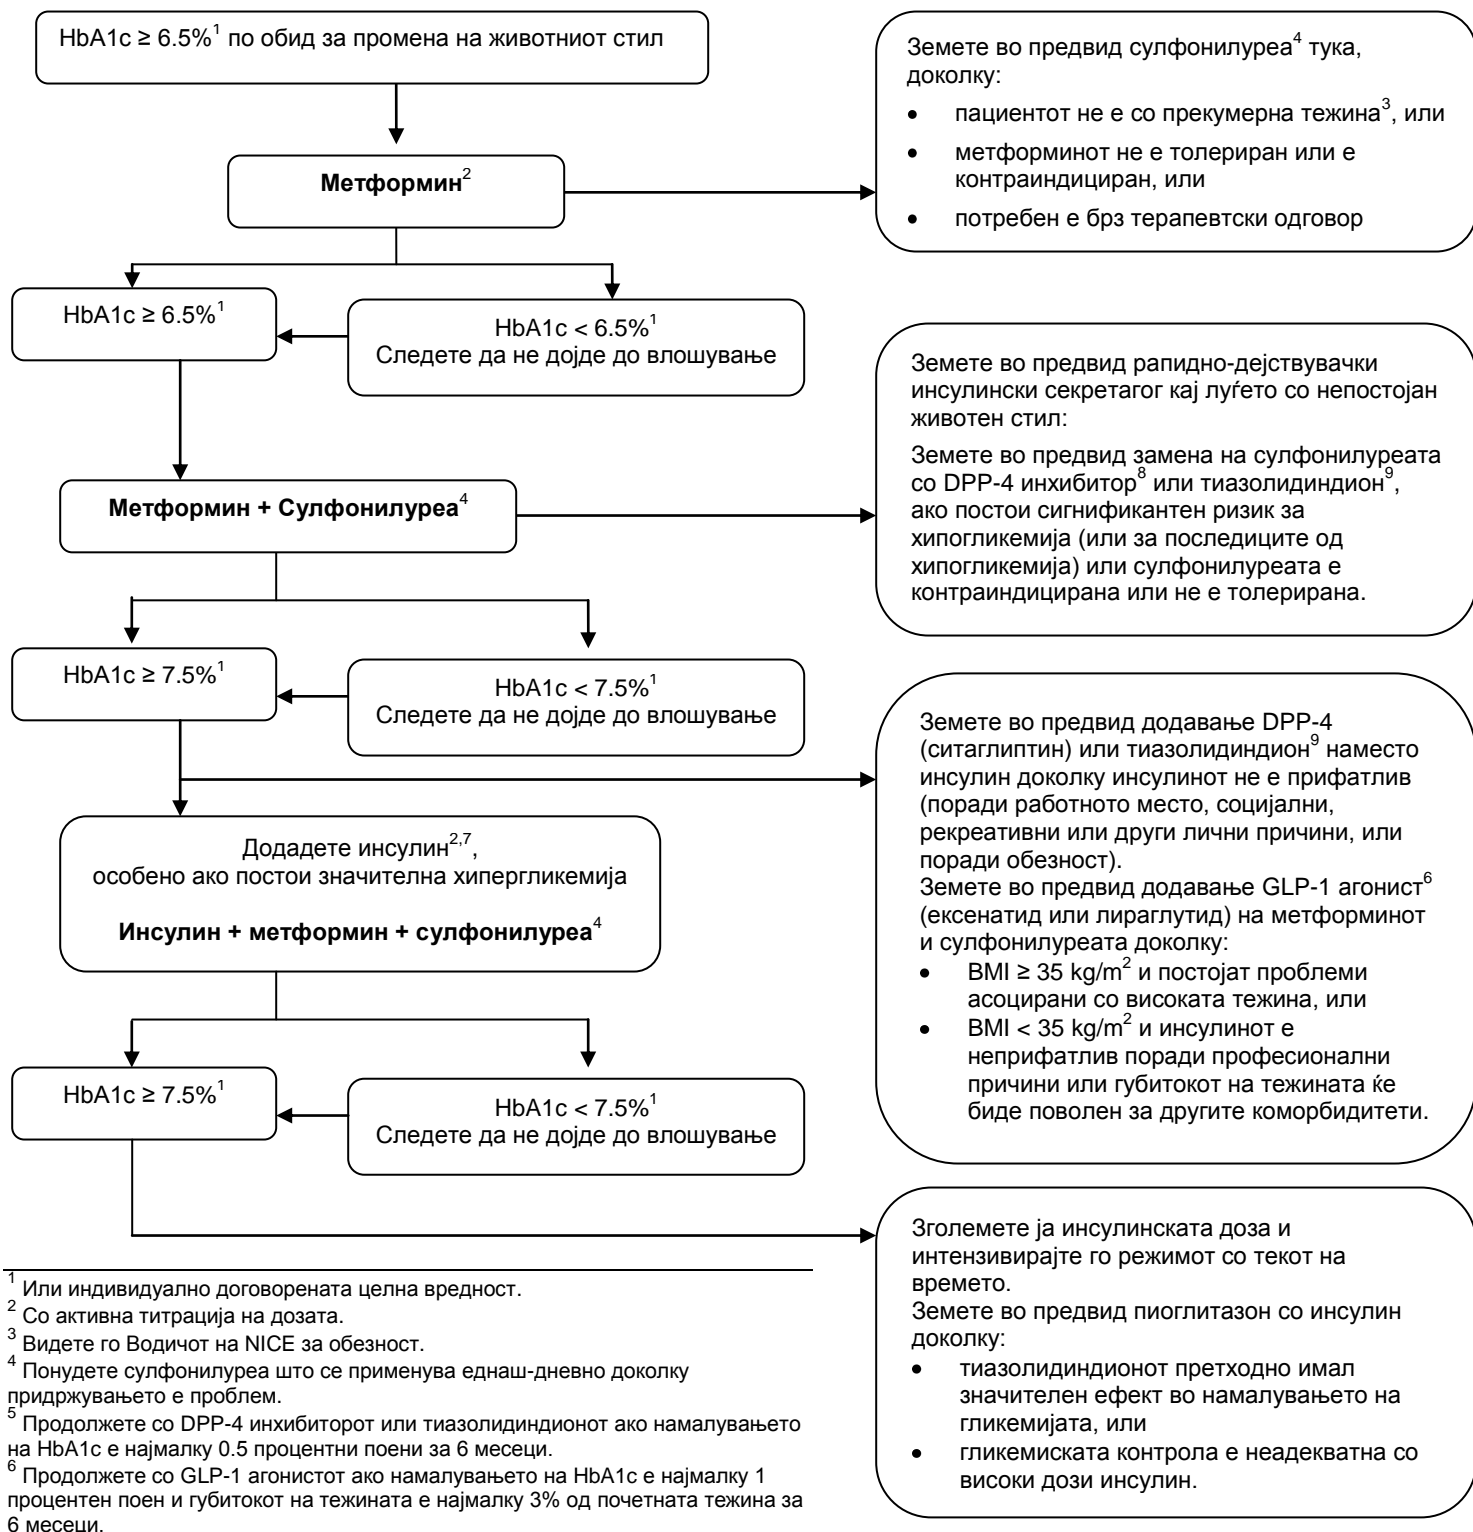 HbA1c ≥ 6.5%¹ по обид за промена на животниот стил
Земете во предвид сулфонилуреа⁴ тука,
доколку:
• пациентот не е со прекумерна тежина³, или
• метформинот не е толериран или е
контраиндициран, или
• потребен е брз терапевтски одговор
Метформин²
HbA1c ≥ 6.5%¹
HbA1c < 6.5%¹
Следете да не дојде до влошување
Земете во предвид рапидно-дејствувачки
инсулински секретагог кај луѓето со непостојан
животен стил:
Земете во предвид замена на сулфонилуреата
со DPP-4 инхибитор⁸ или тиазолидиндион⁹,
ако постои сигнификантен ризик за
хипогликемија (или за последиците од
хипогликемија) или сулфонилуреата е
контраиндицирана или не е толерирана.
Метформин + Сулфонилуреа⁴
HbA1c ≥ 7.5%¹
HbA1c < 7.5%¹
Следете да не дојде до влошување
Земете во предвид додавање DPP-4
(ситаглиптин) или тиазолидиндион⁹ наместо
инсулин доколку инсулинот не е прифатлив
(поради работното место, социјални,
рекреативни или други лични причини, или
поради обезност).
Земете во предвид додавање GLP-1 агонист⁶
(ексенатид или лираглутид) на метформинот
и сулфонилуреата доколку:
• BMI ≥ 35 kg/m² и постојат проблеми
асоцирани со високата тежина, или
• BMI < 35 kg/m² и инсулинот е
неприфатлив поради професионални
причини или губитокот на тежината ќе
биде поволен за другите коморбидитети.
Додадете инсулин²,⁷,
особено ако постои значителна хипергликемија
Инсулин + метформин + сулфонилуреа⁴
HbA1c ≥ 7.5%¹
HbA1c < 7.5%¹
Следете да не дојде до влошување
Зголемете ја инсулинската доза и
интензивирајте го режимот со текот на
времето.
Земете во предвид пиоглитазон со инсулин
доколку:
• тиазолидиндионот претходно имал
значителен ефект во намалувањето на
гликемијата, или
• гликемиската контрола е неадекватна со
високи дози инсулин.
¹ Или индивидуално договорената целна вредност.
² Со активна титрација на дозата.
³ Видете го Водичот на NICE за обезност.
⁴ Понудете сулфонилуреа што се применува еднаш-дневно доколку
придржувањето е проблем.
⁵ Продолжете со DPP-4 инхибиторот или тиазолидиндионот ако намалувањето
на HbA1c е најмалку 0.5 процентни поени за 6 месеци.
⁶ Продолжете со GLP-1 агонистот ако намалувањето на HbA1c е најмалку 1
процентен поен и губитокот на тежината е најмалку 3% од почетната тежина за
6 месеци.